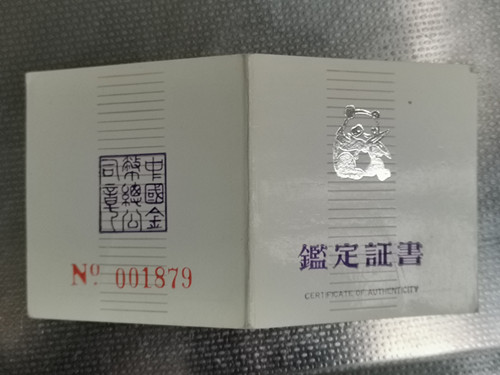 中國金
幣總公
司章
No. 001879
鑑定証書
CERTIFICATE OF AUTHENTICITY